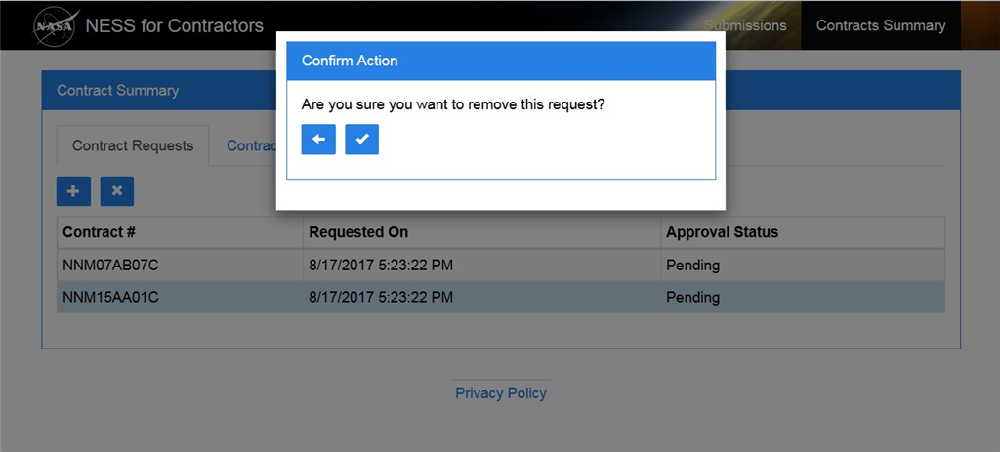 NASA NESS for Contractors
Submissions
Contracts Summary
Confirm Action
Are you sure you want to remove this request?
Contract Summary
Contract Requests
Contrac
Contract # Requested On Approval Status
NNM07AB07C 8/17/2017 5:23:22 PM Pending
NNM15AA01C 8/17/2017 5:23:22 PM Pending
Privacy Policy